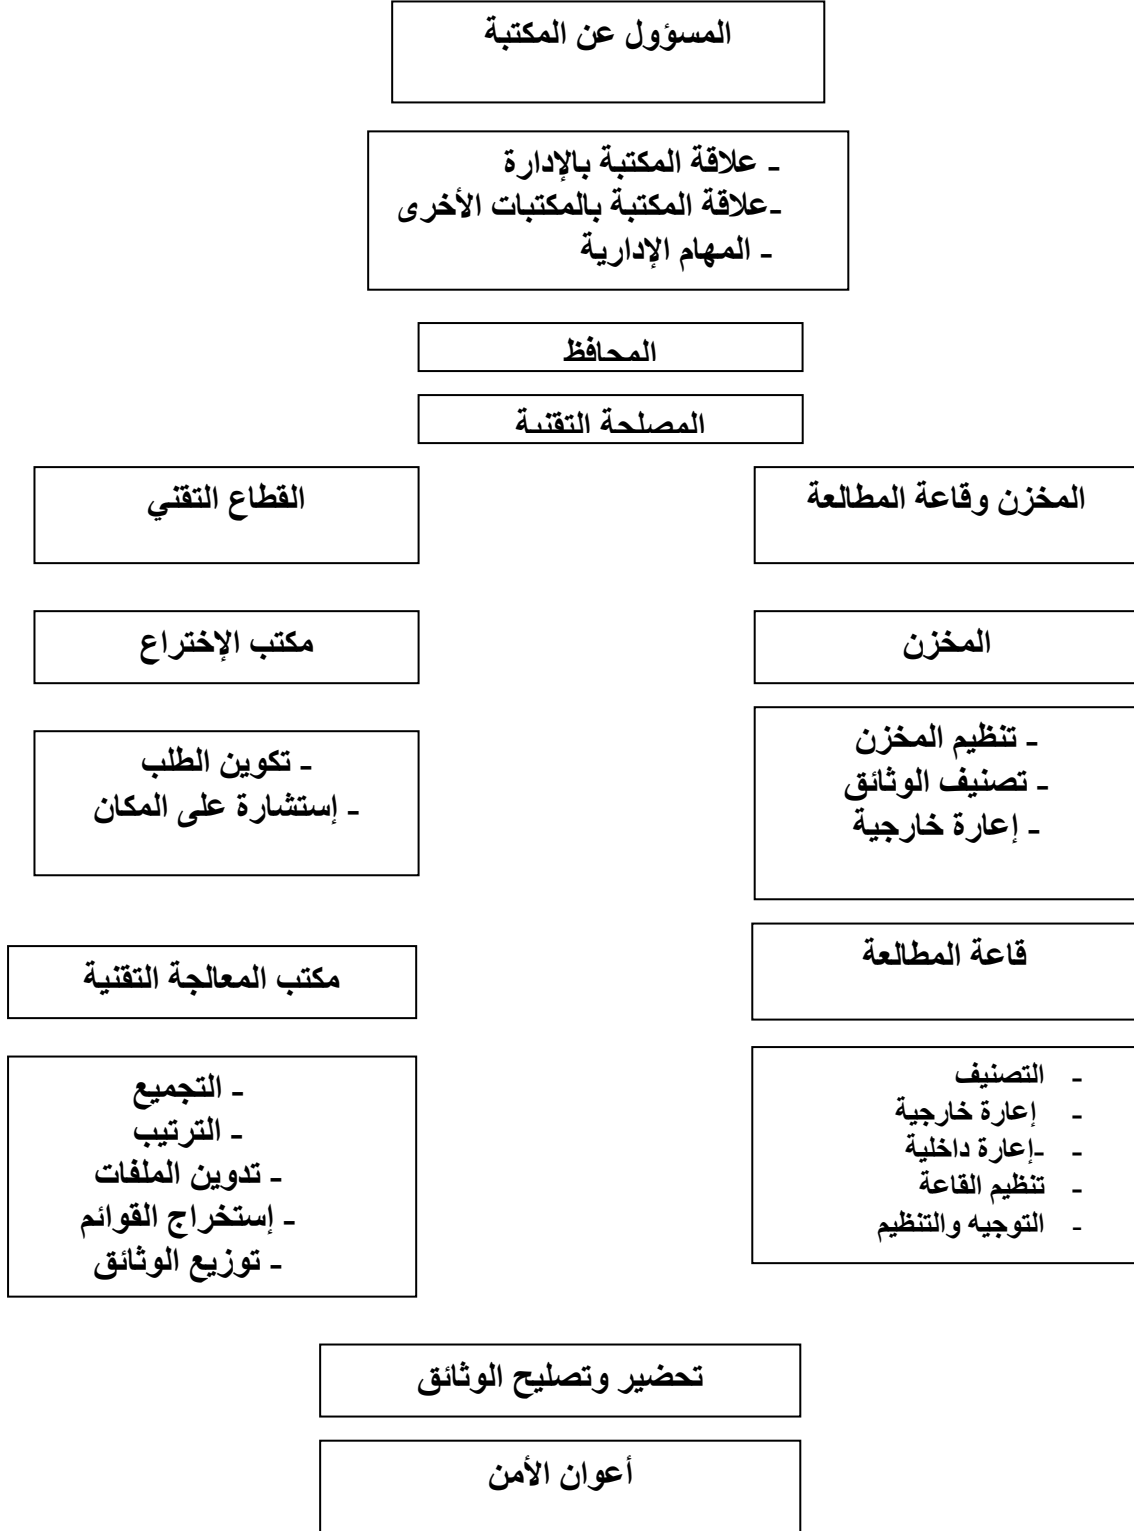 المسؤول عن المكتبة
- علاقة المكتبة بالإدارة
-علاقة المكتبة بالمكتبات الأخرى
- المهام الإدارية
المحافظ
المصلحة التقنية
المخزن وقاعة المطالعة
القطاع التقني
المخزن
مكتب الإختراع
- تنظيم المخزن
- تصنيف الوثائق
- إعارة خارجية
- تكوين الطلب
- إستشارة على المكان
قاعة المطالعة
مكتب المعالجة التقنية
- التصنيف
- إعارة خارجية
- -إعارة داخلية
- تنظيم القاعة
- التوجيه والتنظيم
- التجميع
- الترتيب
- تدوين الملفات
- إستخراج القوائم
- توزيع الوثائق
تحضير وتصليح الوثائق
أعوان الأمن